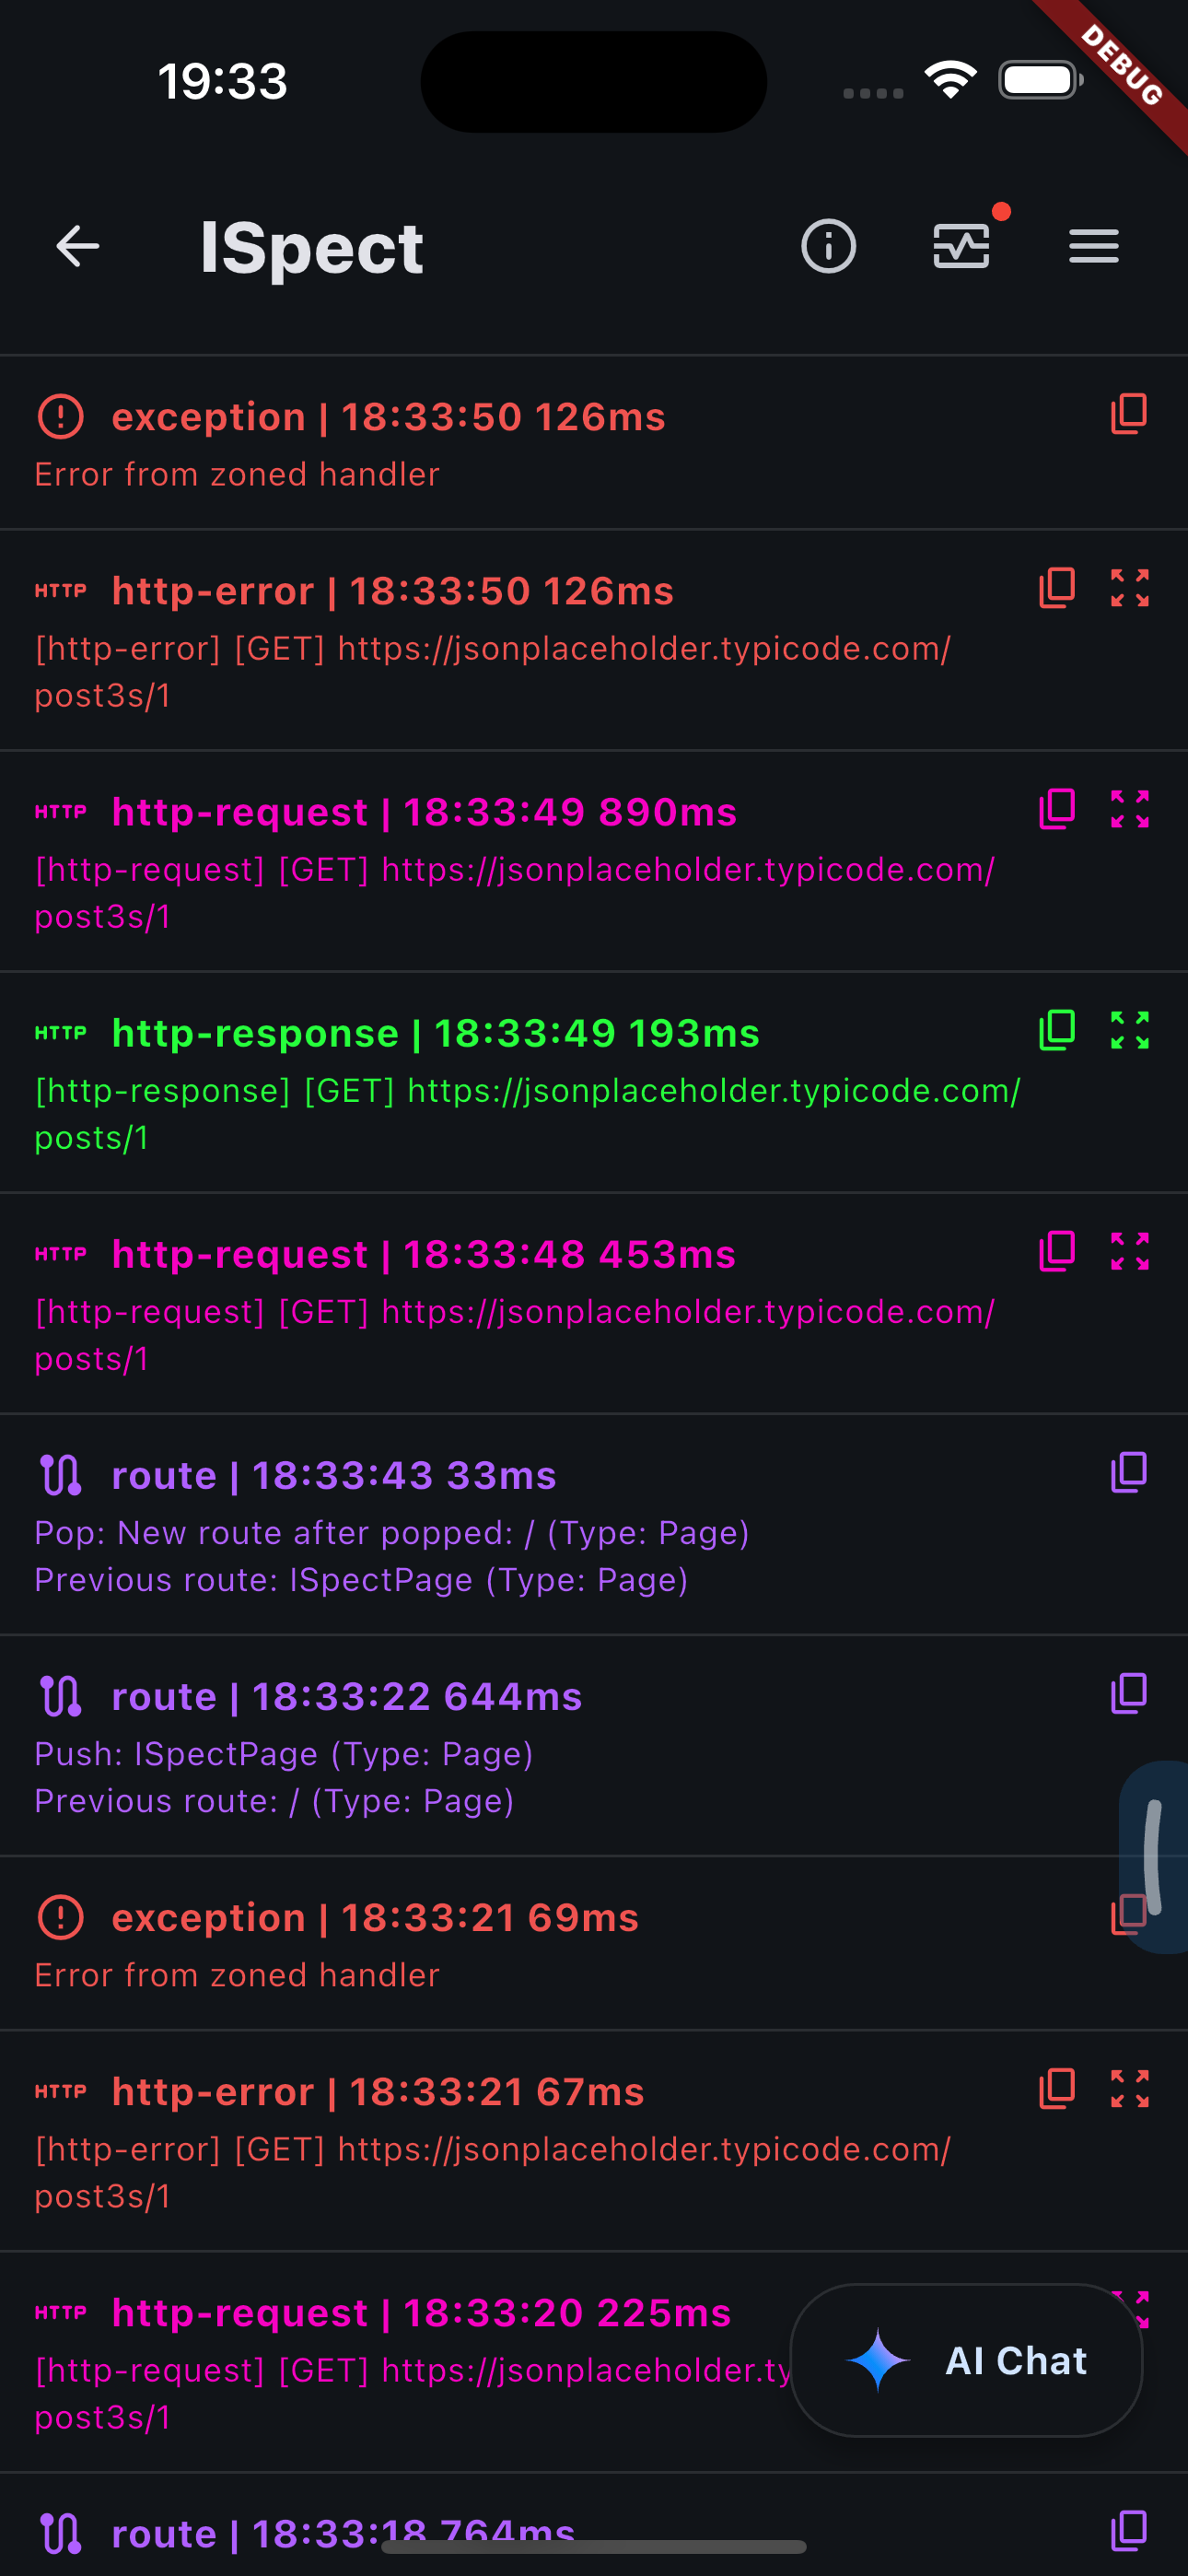 19:33
DEBUG
ISpect
exception | 18:33:50 126ms
Error from zoned handler
HTTP http-error | 18:33:50 126ms
[http-error] [GET] https://jsonplaceholder.typicode.com/
post3s/1
HTTP http-request | 18:33:49 890ms
[http-request] [GET] https://jsonplaceholder.typicode.com/
post3s/1
HTTP http-response | 18:33:49 193ms
[http-response] [GET] https://jsonplaceholder.typicode.com/
posts/1
HTTP http-request | 18:33:48 453ms
[http-request] [GET] https://jsonplaceholder.typicode.com/
posts/1
route | 18:33:43 33ms
Pop: New route after popped: / (Type: Page)
Previous route: ISpectPage (Type: Page)
route | 18:33:22 644ms
Push: ISpectPage (Type: Page)
Previous route: / (Type: Page)
exception | 18:33:21 69ms
Error from zoned handler
HTTP http-error | 18:33:21 67ms
[http-error] [GET] https://jsonplaceholder.typicode.com/
post3s/1
HTTP http-request | 18:33:20 225ms
[http-request] [GET] https://jsonplaceholder.ty
post3s/1
AI Chat
route | 18:33:18 764ms